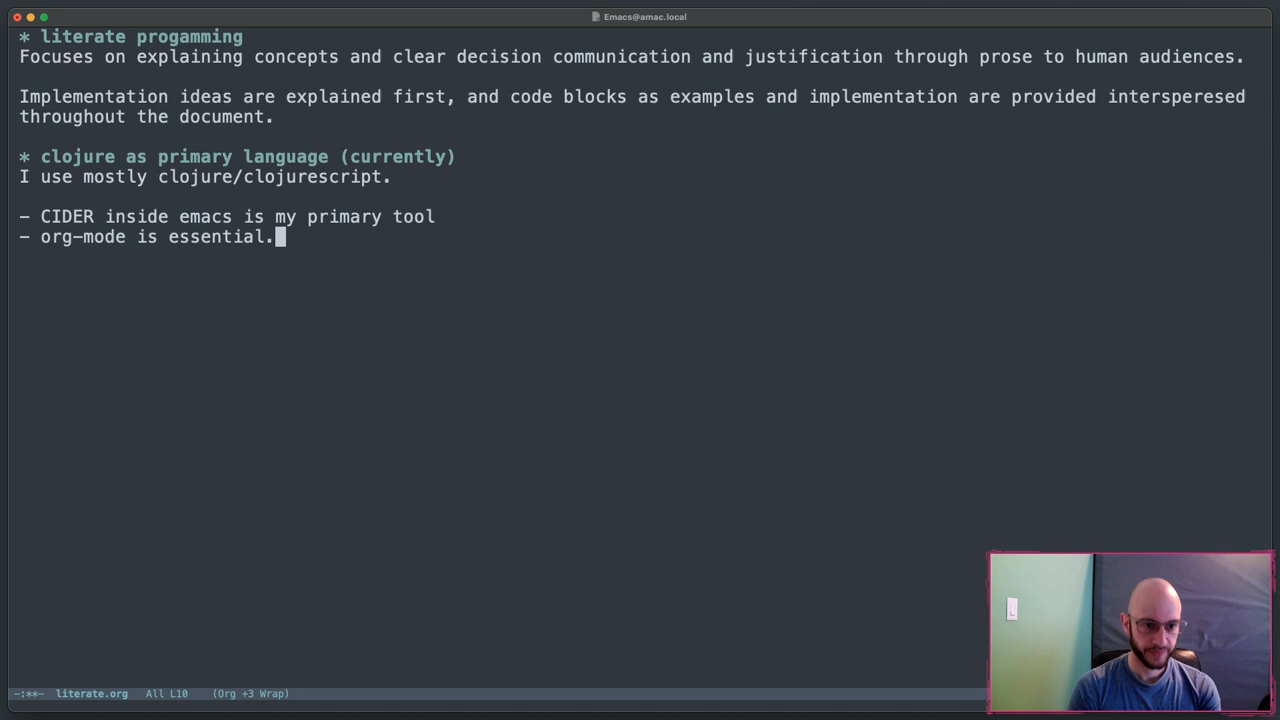 Emacs@amac.local
* literate progamming
Focuses on explaining concepts and clear decision communication and justification through prose to human audiences.
Implementation ideas are explained first, and code blocks as examples and implementation are provided intersperesed
throughout the document.
* clojure as primary language (currently)
I use mostly clojure/clojurescript.
- CIDER inside emacs is my primary tool
- org-mode is essential.
-:**-  literate.org   All L10   (Org +3 Wrap)